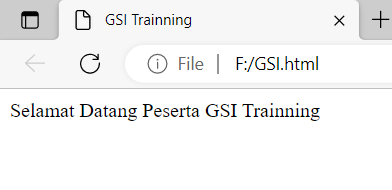 GSI Trainning
File | F:/GSI.html
Selamat Datang Peserta GSI Trainning